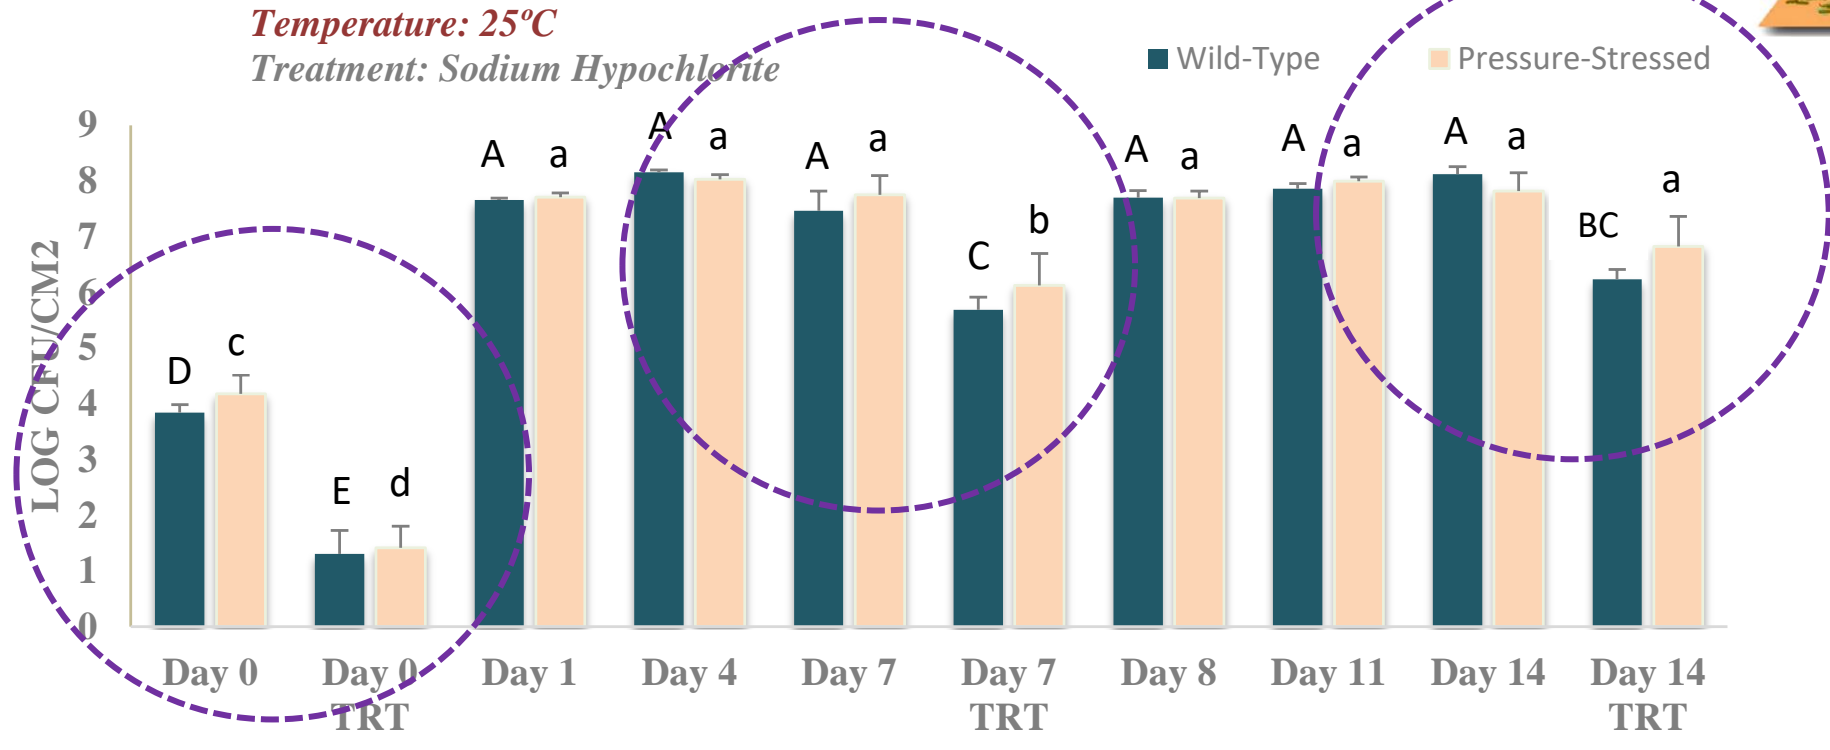 Temperature: 25ºC
Treatment: Sodium Hypochlorite
Wild-Type Pressure-Stressed
LOG CFU/CM2
9
8
7
6
5
4
3
2
1
0
D c
E d
A a
A a
A a
C b
A a
A a
A a
BC a
Day 0 Day 0 Day 1 Day 4 Day 7 Day 7 Day 8 Day 11 Day 14 Day 14
TRT TRT TRT